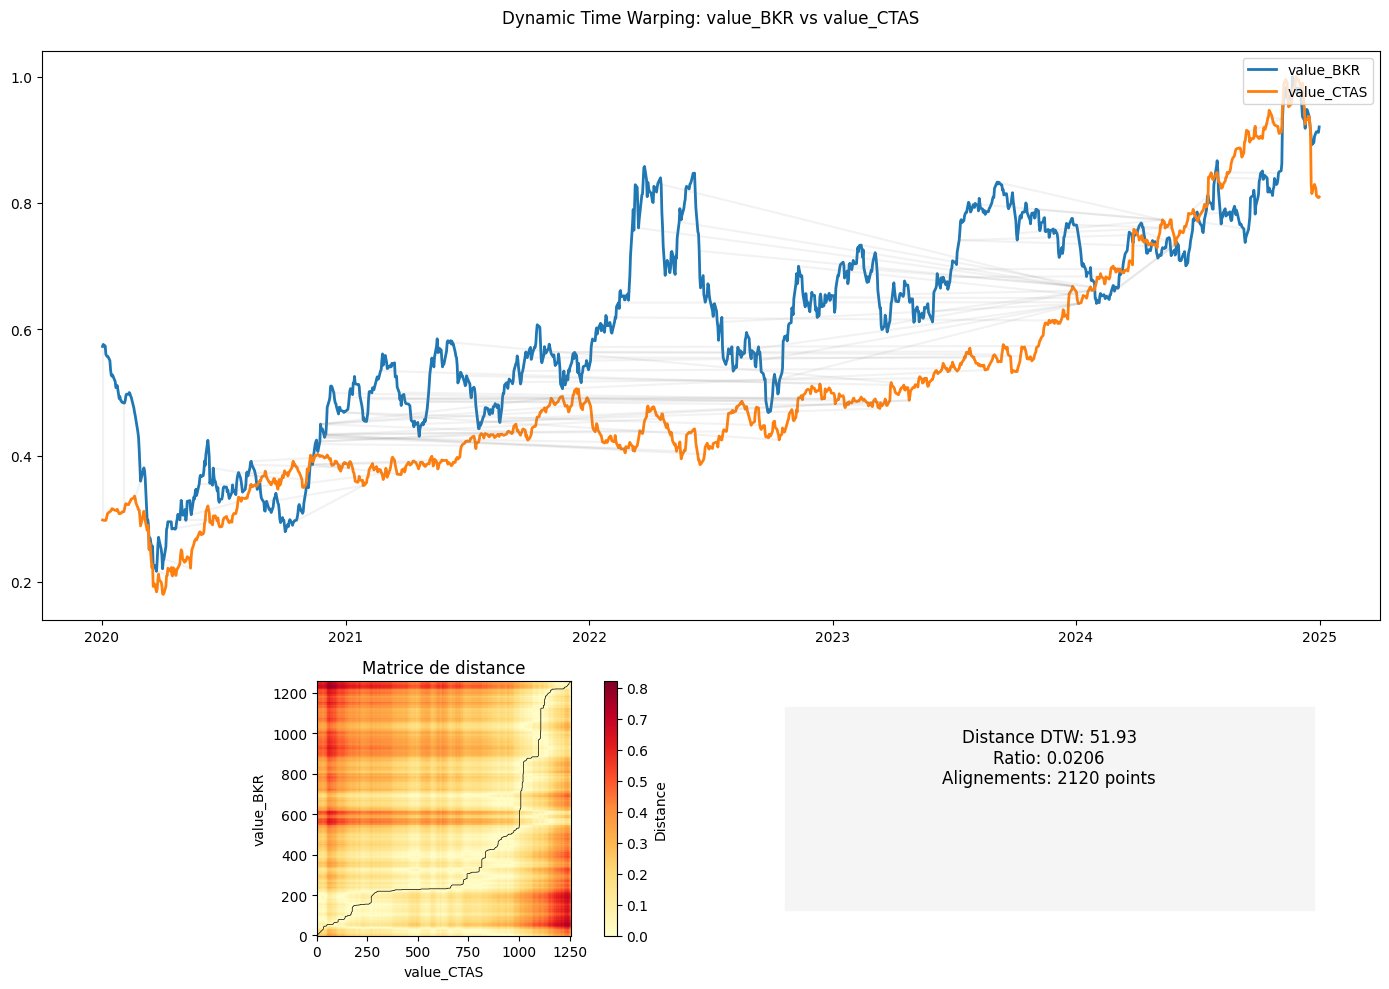 Dynamic Time Warping: value_BKR vs value_CTAS
value_BKR
value_CTAS
1.0
0.8
0.6
0.4
0.2
2020 2021 2022 2023 2024 2025
Matrice de distance
value_BKR
1200
1000
800
600
400
200
0
0 250 500 750 1000 1250
value_CTAS
0.8
0.7
0.6
0.5
0.4
0.3
0.2
0.1
0.0
Distance
Distance DTW: 51.93
Ratio: 0.0206
Alignements: 2120 points